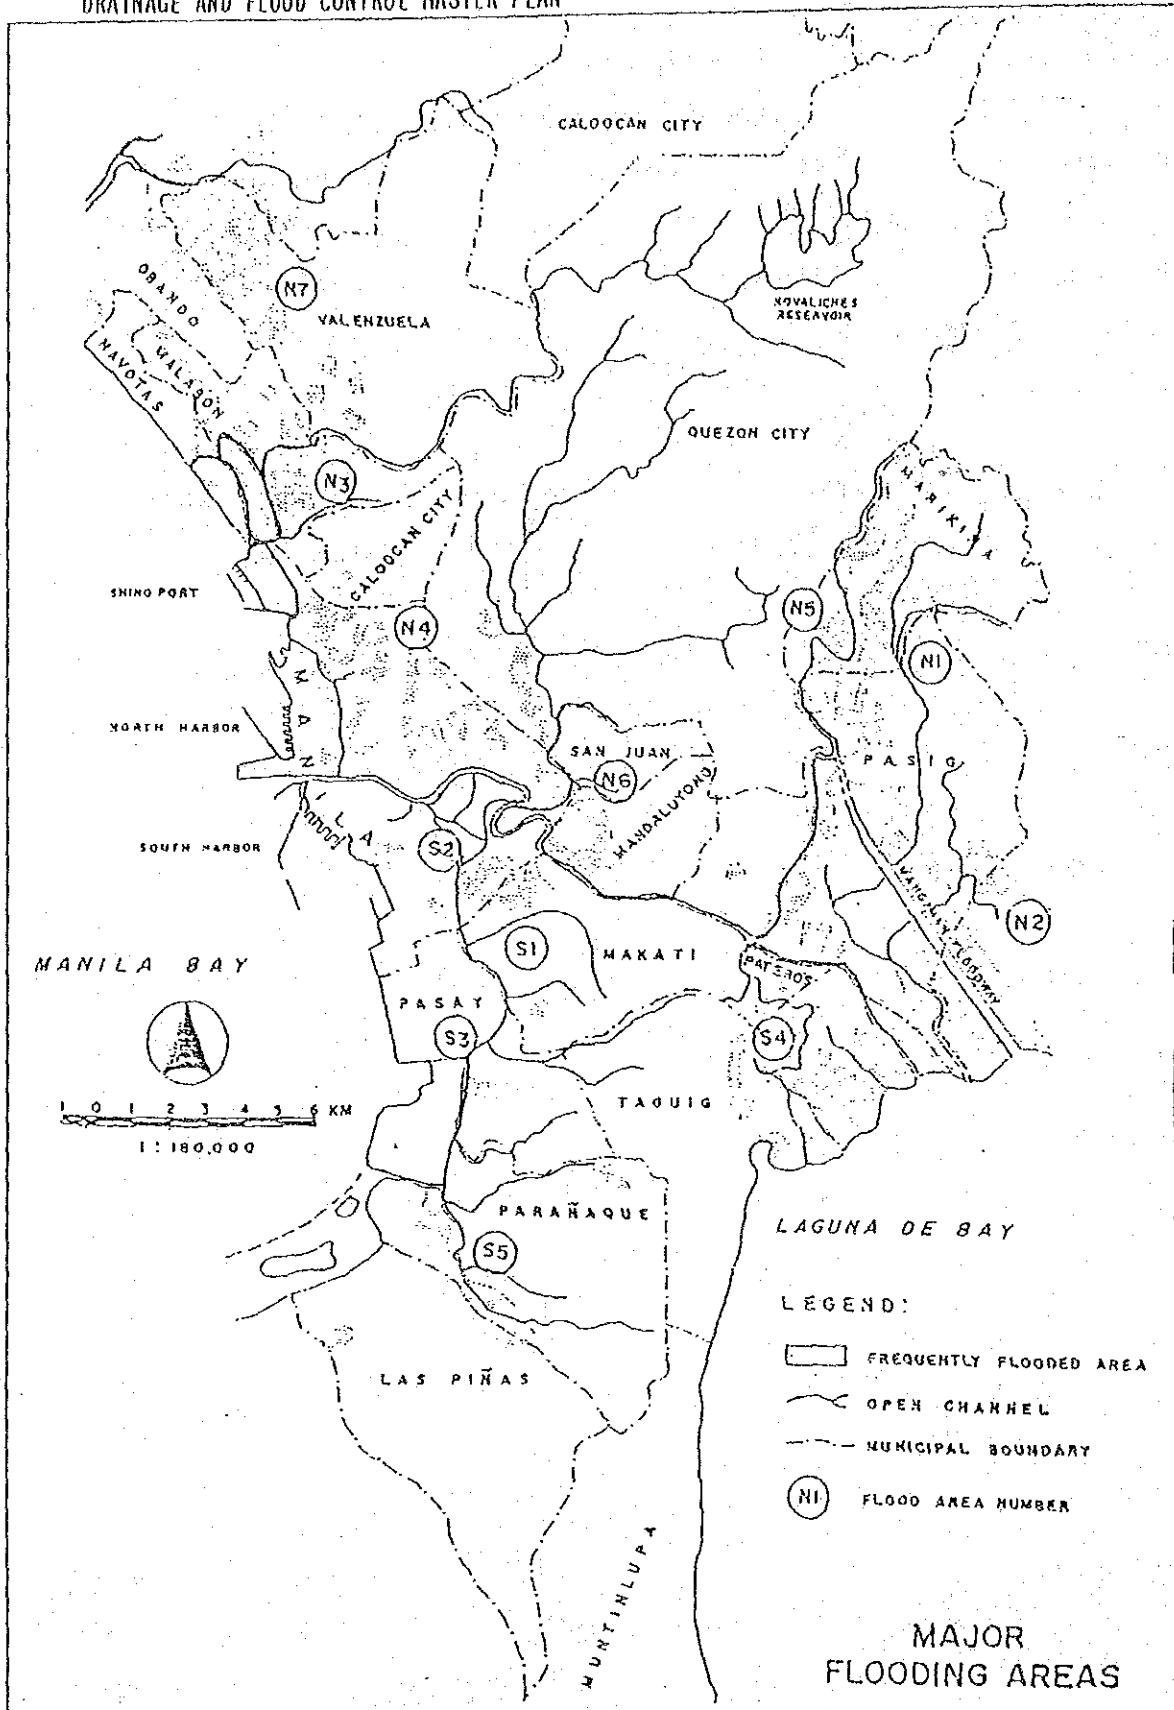 DRAINAGE AND FLOOD CONTROL MASTER PLAN
CALOOCAN CITY
NOVALICHES
RESERVOIR
OBANDO
N7
VALENZUELA
MALABON
NAVOTAS
QUEZON CITY
N3
MARIKINA
CALOOCAN CITY
SHING PORT
N5
N4
N1
MANILA
NORTH HARBOR
SAN JUAN
PASIG
N6
MANDALUYONG
SOUTH HARBOR
S2
MANGAHAN FLOODWAY
N2
S1
MAKATI
MANILA BAY
PATEROS
PASAY
S3
S4
1 0 1 2 3 4 5 6 KM
TAGUIG
1 : 180,000
PARAÑAQUE
LAGUNA DE BAY
S5
LEGEND:
FREQUENTLY FLOODED AREA
LAS PIÑAS
OPEN CHANNEL
MUNICIPAL BOUNDARY
N1 FLOOD AREA NUMBER
MUNTINLUPA
MAJOR
FLOODING AREAS